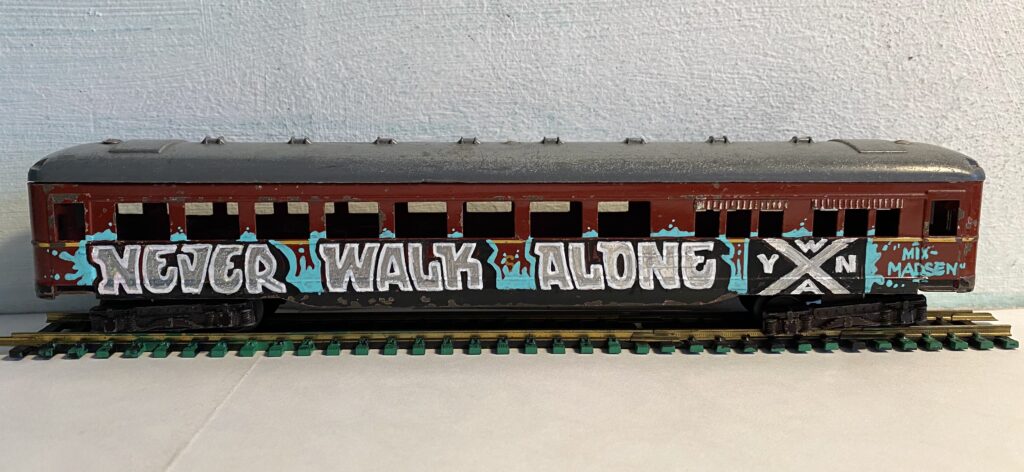 NEVER WALK ALONE
W
Y N
A
"MIX-
MADSEN"